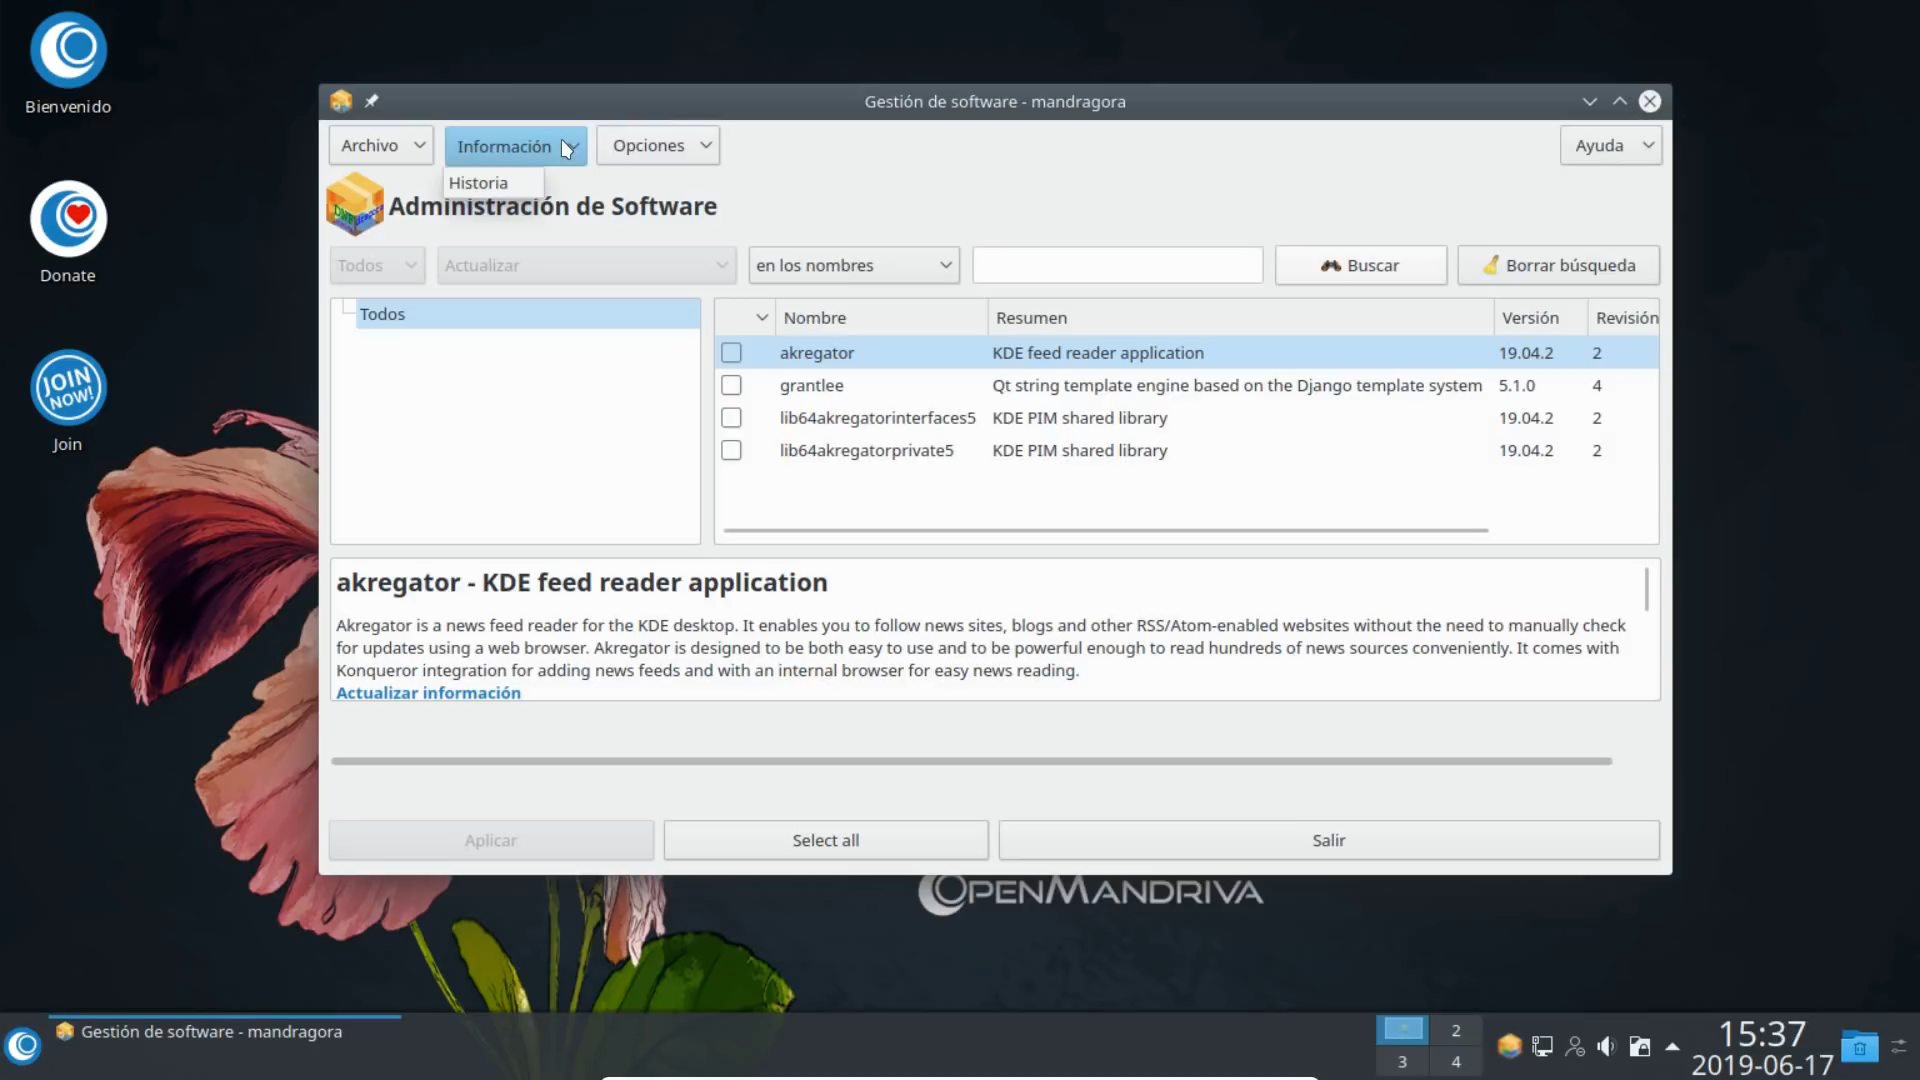 Bienvenido
Donate
JOIN NOW!
Join
Gestión de software - mandragora
Archivo
Información
Opciones
Ayuda
Historia
Administración de Software
Todos
Actualizar
en los nombres
Buscar
Borrar búsqueda
Todos
Nombre Resumen Versión Revisión
akregator KDE feed reader application 19.04.2 2
grantlee Qt string template engine based on the Django template system 5.1.0 4
lib64akregatorinterfaces5 KDE PIM shared library 19.04.2 2
lib64akregatorprivate5 KDE PIM shared library 19.04.2 2
akregator - KDE feed reader application
Akregator is a news feed reader for the KDE desktop. It enables you to follow news sites, blogs and other RSS/Atom-enabled websites without the need to manually check
for updates using a web browser. Akregator is designed to be both easy to use and to be powerful enough to read hundreds of news sources conveniently. It comes with
Konqueror integration for adding news feeds and with an internal browser for easy news reading.
Actualizar información
Aplicar
Select all
Salir
OPENMANDRIVA
Gestión de software - mandragora
2
3 4
15:37
2019-06-17